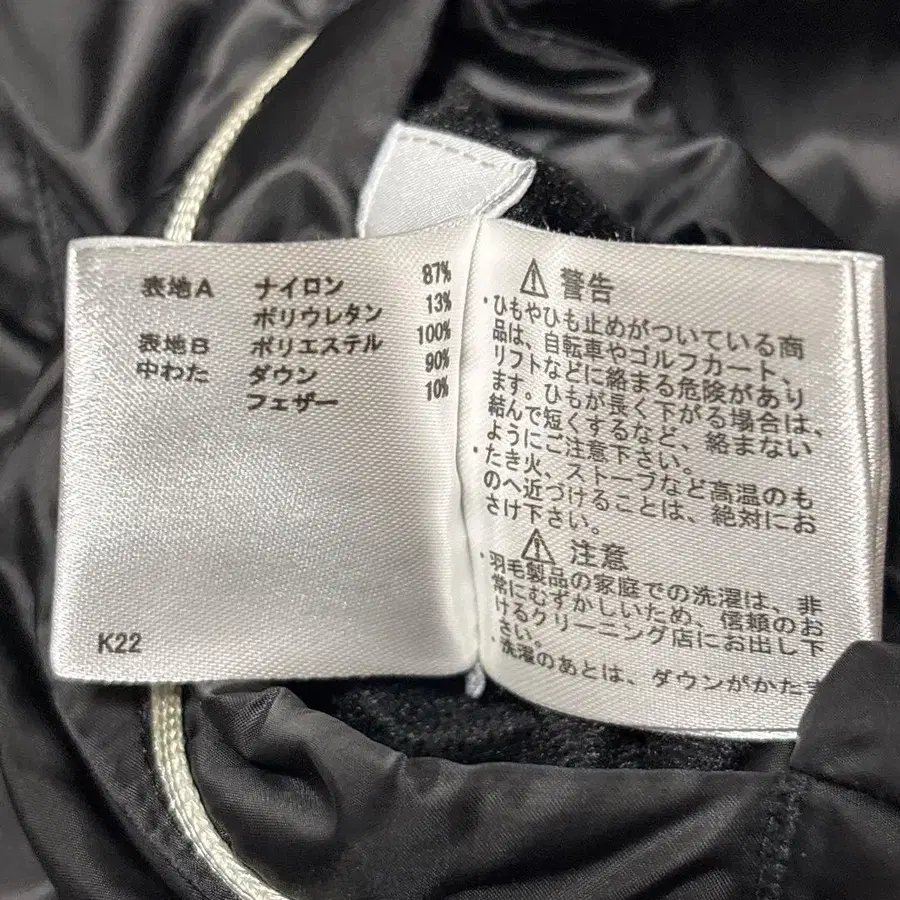 表地A ナイロン 87%
ポリウレタン 13%
表地B ポリエステル 100%
中わた ダウン 90%
フェザー 10%
K22
⚠ 警告
・ひもやひも止めがついている商
品は、自転車やゴルフカート、
リフトなどに絡まる危険があり
ます。ひもが長く下がる場合は、
結んで短くするなど、絡まない
ようにご注意下さい。
・たき火、ストーブなど高温のも
のへ近づけることは、絶対にお
さけ下さい。
⚠ 注意
・羽毛製品の家庭での洗濯は、非
常にむずかしいため、信頼のお
けるクリーニング店にお出し下
さい。
・洗濯のあとは、ダウンがかたま